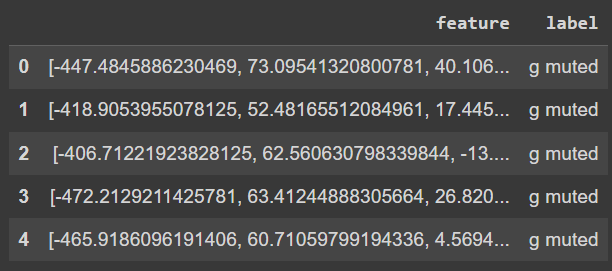 feature label
0 [-447.4845886230469, 73.09541320800781, 40.106... g muted
1 [-418.9053955078125, 52.48165512084961, 17.445... g muted
2 [-406.71219238828125, 62.560630798339844, -13.... g muted
3 [-472.2129211425781, 63.41244888305664, 26.820... g muted
4 [-465.9186096191406, 60.71059799194336, 4.5694... g muted